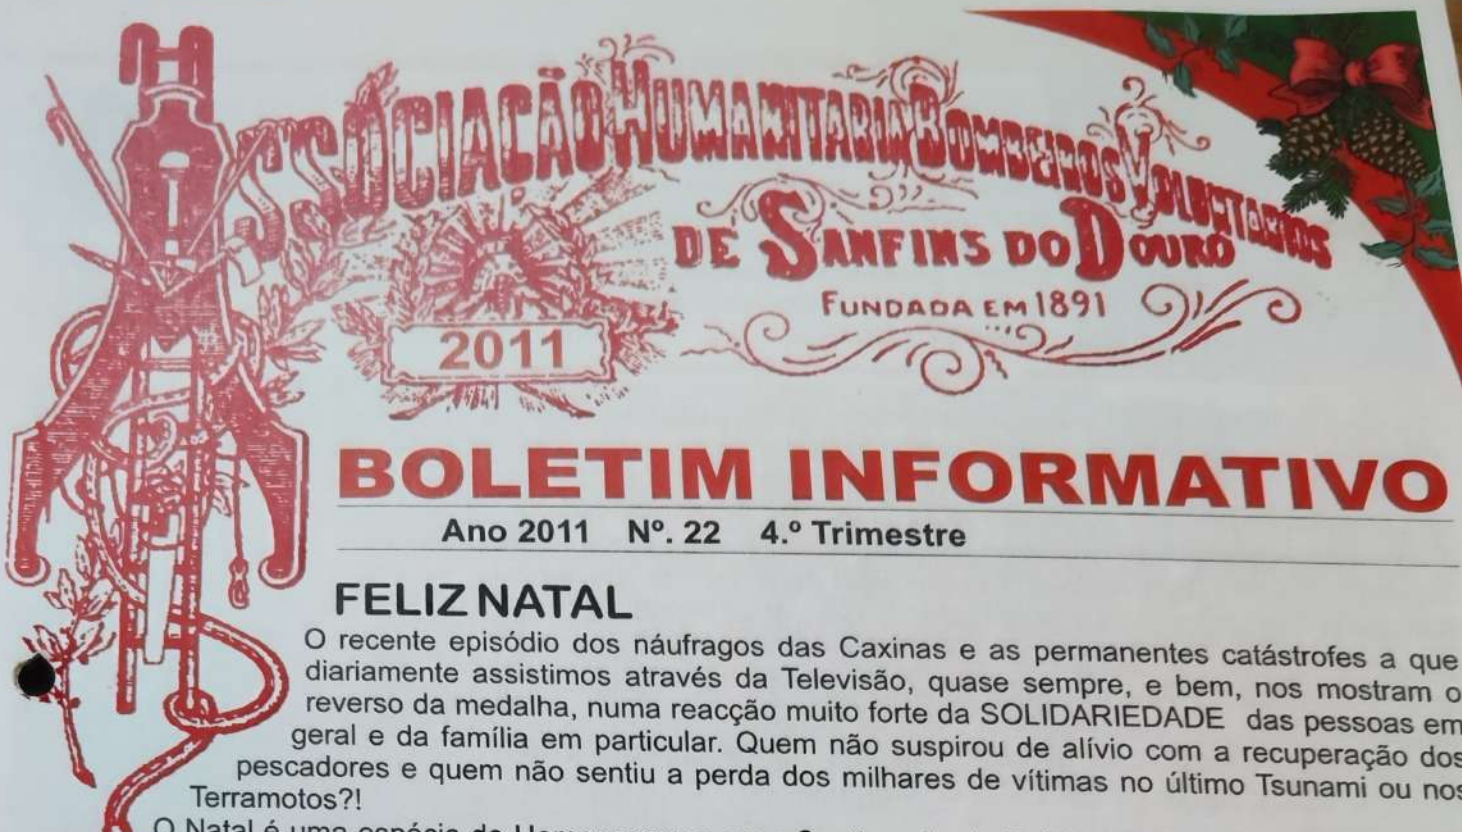 ASSOCIAÇÃO HUMANITARIA BOMBEIROS VOLUNTARIOS
DE SANFINS DO DOURO
FUNDADA EM 1891
2011
BOLETIM INFORMATIVO
Ano 2011 Nº. 22 4.º Trimestre
FELIZ NATAL
O recente episódio dos náufragos das Caxinas e as permanentes catástrofes a que
diariamente assistimos através da Televisão, quase sempre, e bem, nos mostram o
reverso da medalha, numa reacção muito forte da SOLIDARIEDADE das pessoas em
geral e da família em particular. Quem não suspirou de alívio com a recuperação dos
pescadores e quem não sentiu a perda dos milhares de vítimas no último Tsunami ou nos
Terramotos?!
O Natal é uma espécie de